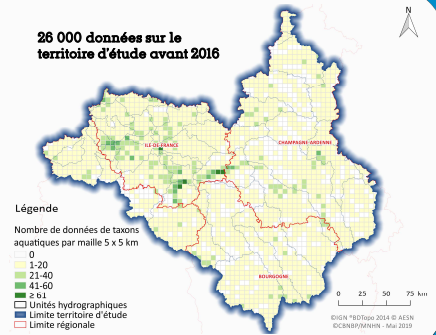 26 000 données sur le
territoire d'étude avant 2016
N
ILE-DE-FRANCE
CHAMPAGNE-ARDENNE
BOURGOGNE
Légende
Nombre de données de taxons
aquatiques par maille 5 x 5 km
0
1-20
21-40
41-60
≥ 61
Unités hydrographiques
Limite territoire d'étude
Limite régionale
0 25 50 75 km
©IGN ®BDTopo 2014 © AESN
©CBNBP/MNHN - Mai 2019